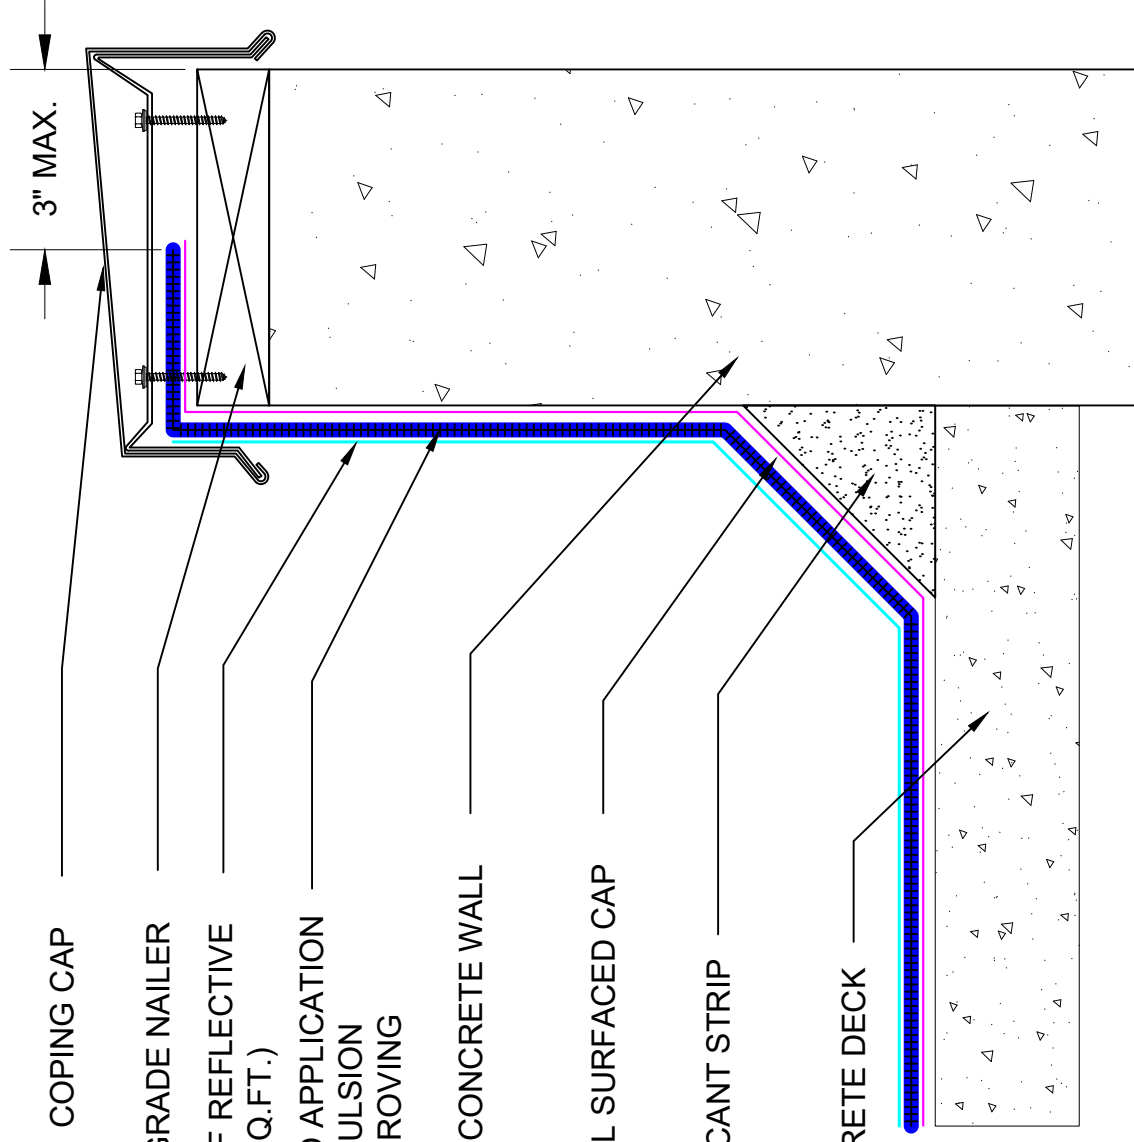 3" MAX.
COPING CAP
GRADE NAILER
REFLECTIVE
Q.FT.)
APPLICATION
ULSION
ROVING
CONCRETE WALL
L SURFACED CAP
CANT STRIP
RETE DECK